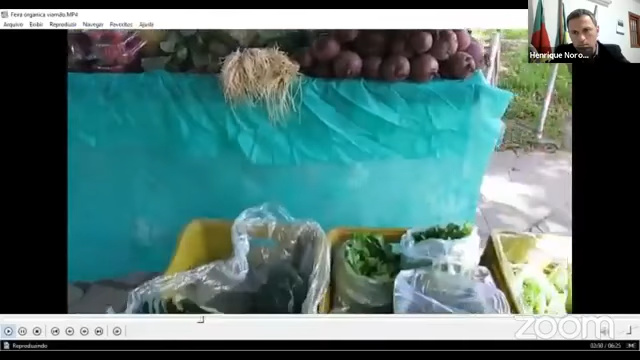 Feira organica viamão.MP4
Arquivo Exibir Reproduzir Navegar Favoritos Ajuda
Henrique Noro
Reproduzindo
zoom